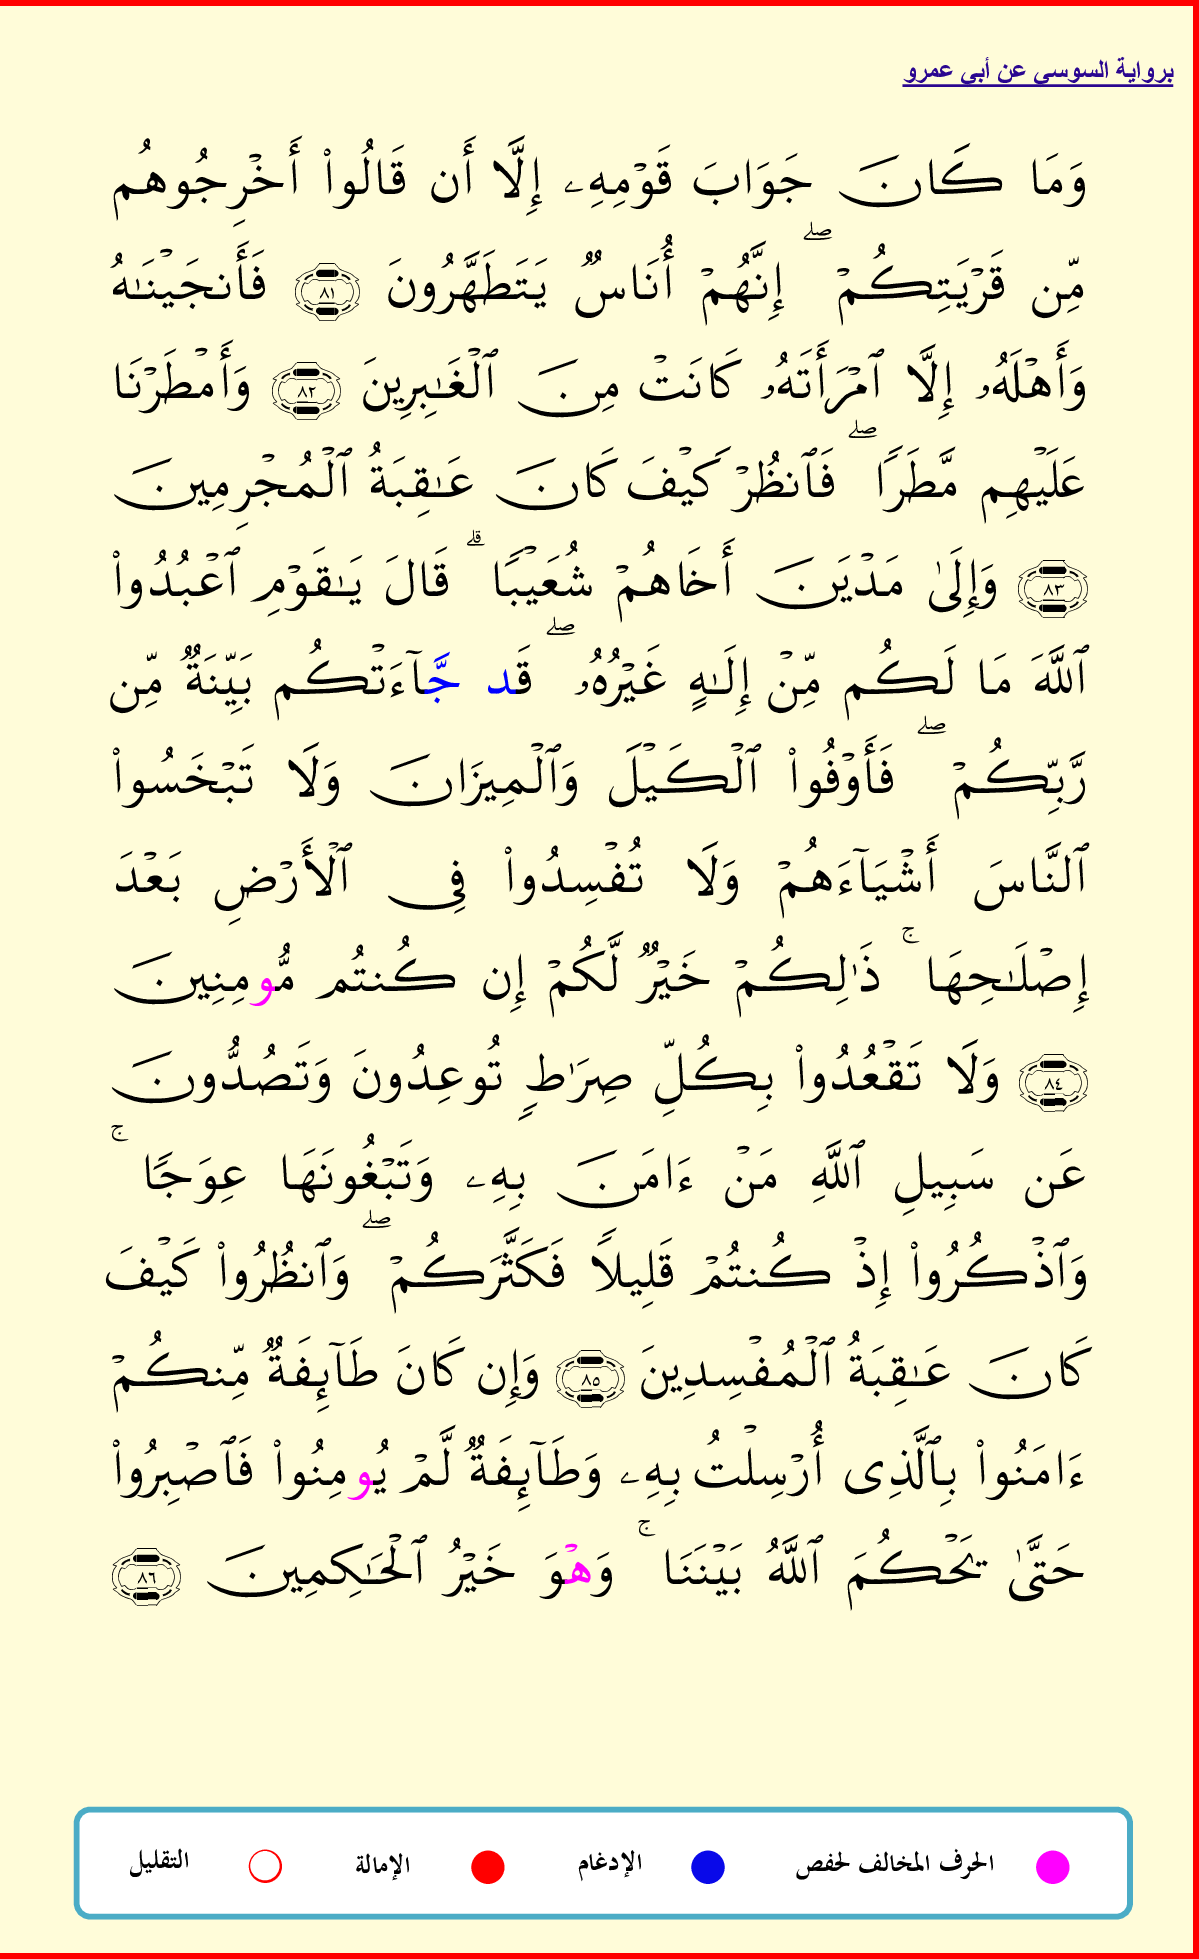 برواية السوسي عن أبي عمرو
وَمَا كَانَ جَوَابَ قَوْمِهِۦ إِلَّا أَن قَالُوا۟ أَخْرِجُوهُم
مِّن قَرْيَتِكُمْ ۖ إِنَّهُمْ أُنَاسٌ يَتَطَهَّرُونَ ٨١ فَأَنجَيْنَـٰهُ
وَأَهْلَهُۥ إِلَّا ٱمْرَأَتَهُۥ كَانَتْ مِنَ ٱلْغَـٰبِرِينَ ٨٢ وَأَمْطَرْنَا
عَلَيْهِم مَّطَرًا ۖ فَٱنظُرْ كَيْفَ كَانَ عَـٰقِبَةُ ٱلْمُجْرِمِينَ
٨٣ وَإِلَىٰ مَدْيَنَ أَخَاهُمْ شُعَيْبًا ۗ قَالَ يَـٰقَوْمِ ٱعْبُدُوا۟
ٱللَّهَ مَا لَكُم مِّنْ إِلَـٰهٍ غَيْرُهُۥ ۖ قَد جَّآءَتْكُم بَيِّنَةٌ مِّن
رَّبِّكُمْ ۖ فَأَوْفُوا۟ ٱلْكَيْلَ وَٱلْمِيزَانَ وَلَا تَبْخَسُوا۟
ٱلنَّاسَ أَشْيَآءَهُمْ وَلَا تُفْسِدُوا۟ فِى ٱلْأَرْضِ بَعْدَ
إِصْلَـٰحِهَا ۚ ذَٰلِكُمْ خَيْرٌ لَّكُمْ إِن كُنتُم مُّومِنِينَ
٨٤ وَلَا تَقْعُدُوا۟ بِكُلِّ صِرَٰطٍ تُوعِدُونَ وَتَصُدُّونَ
عَن سَبِيلِ ٱللَّهِ مَنْ ءَامَنَ بِهِۦ وَتَبْغُونَهَا عِوَجًا ۚ
وَٱذْكُرُوا۟ إِذْ كُنتُمْ قَلِيلًا فَكَثَّرَكُمْ ۖ وَٱنظُرُوا۟ كَيْفَ
كَانَ عَـٰقِبَةُ ٱلْمُفْسِدِينَ ٨٥ وَإِن كَانَ طَآئِفَةٌ مِّنكُمْ
ءَامَنُوا۟ بِٱلَّذِى أُرْسِلْتُ بِهِۦ وَطَآئِفَةٌ لَّمْ يُومِنُوا۟ فَٱصْبِرُوا۟
حَتَّىٰ يَحْكُمَ ٱللَّهُ بَيْنَنَا ۚ وَهْوَ خَيْرُ ٱلْحَـٰكِمِينَ ٨٦
الحرف المخالف لحفص الإدغام الإمالة التقليل